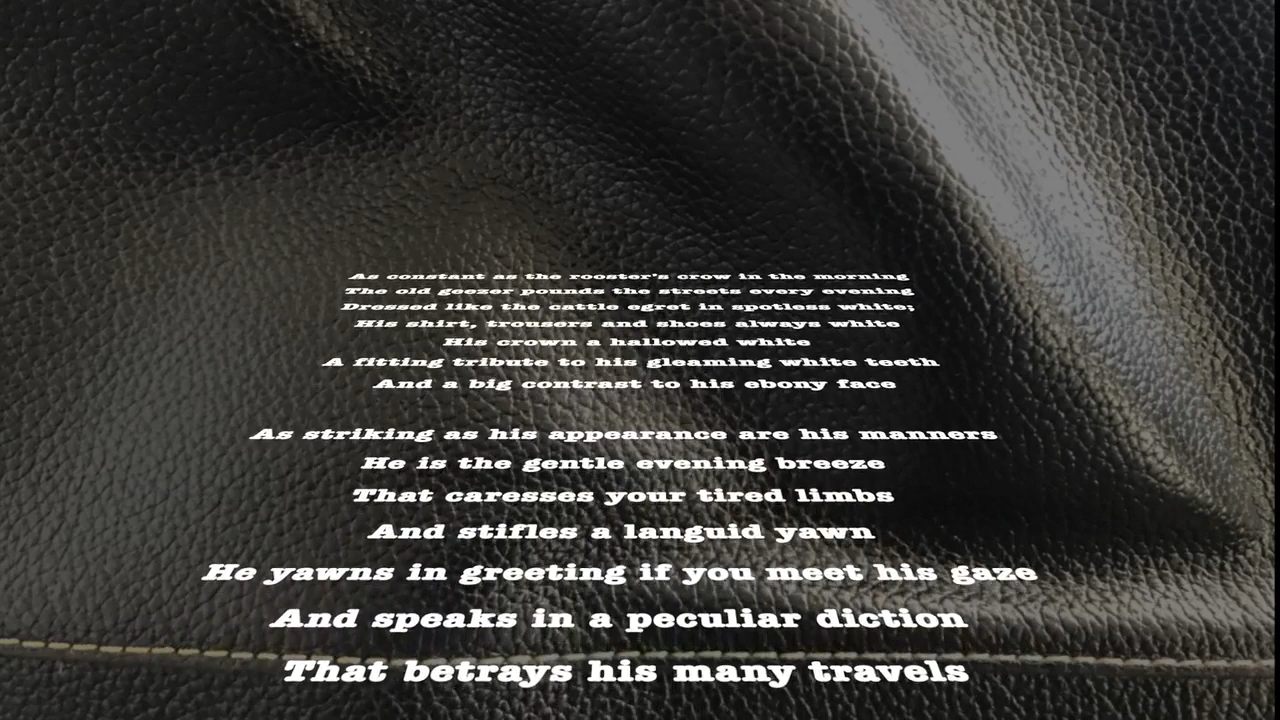 As constant as the rooster's crow in the morning
The old geezer pounds the streets every evening
Dressed like the cattle egret in spotless white;
His shirt, trousers and shoes always white
His crown a hallowed white
A fitting tribute to his gleaming white teeth
And a big contrast to his ebony face
As striking as his appearance are his manners
He is the gentle evening breeze
That caresses your tired limbs
And stifles a languid yawn
He yawns in greeting if you meet his gaze
And speaks in a peculiar diction
That betrays his many travels